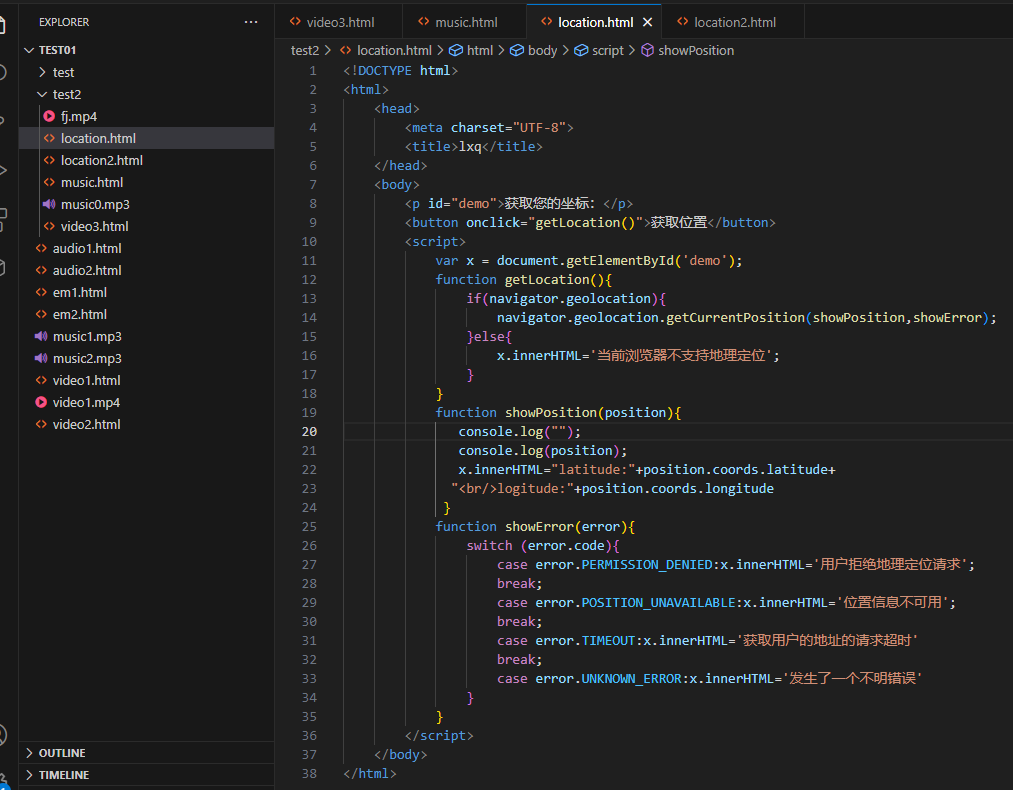 EXPLORER
···
TEST01
test
test2
fj.mp4
location.html
location2.html
music.html
music0.mp3
video3.html
audio1.html
audio2.html
em1.html
em2.html
music1.mp3
music2.mp3
video1.html
video1.mp4
video2.html
OUTLINE
TIMELINE
video3.html music.html location.html location2.html
test2 > location.html > html > body > script > showPosition
1 <!DOCTYPE html>
2 <html>
3 <head>
4 <meta charset="UTF-8">
5 <title>lxq</title>
6 </head>
7 <body>
8 <p id="demo">获取您的坐标：</p>
9 <button onclick="getLocation()">获取位置</button>
10 <script>
11 var x = document.getElementById('demo');
12 function getLocation(){
13 if(navigator.geolocation){
14 navigator.geolocation.getCurrentPosition(showPosition,showError);
15 }else{
16 x.innerHTML='当前浏览器不支持地理定位';
17 }
18 }
19 function showPosition(position){
20 console.log("");
21 console.log(position);
22 x.innerHTML="latitude:"+position.coords.latitude+
23 "<br/>logitude:"+position.coords.longitude
24 }
25 function showError(error){
26 switch (error.code){
27 case error.PERMISSION_DENIED:x.innerHTML='用户拒绝地理定位请求';
28 break;
29 case error.POSITION_UNAVAILABLE:x.innerHTML='位置信息不可用';
30 break;
31 case error.TIMEOUT:x.innerHTML='获取用户的地址的请求超时'
32 break;
33 case error.UNKNOWN_ERROR:x.innerHTML='发生了一个不明错误'
34 }
35 }
36 </script>
37 </body>
38 </html>